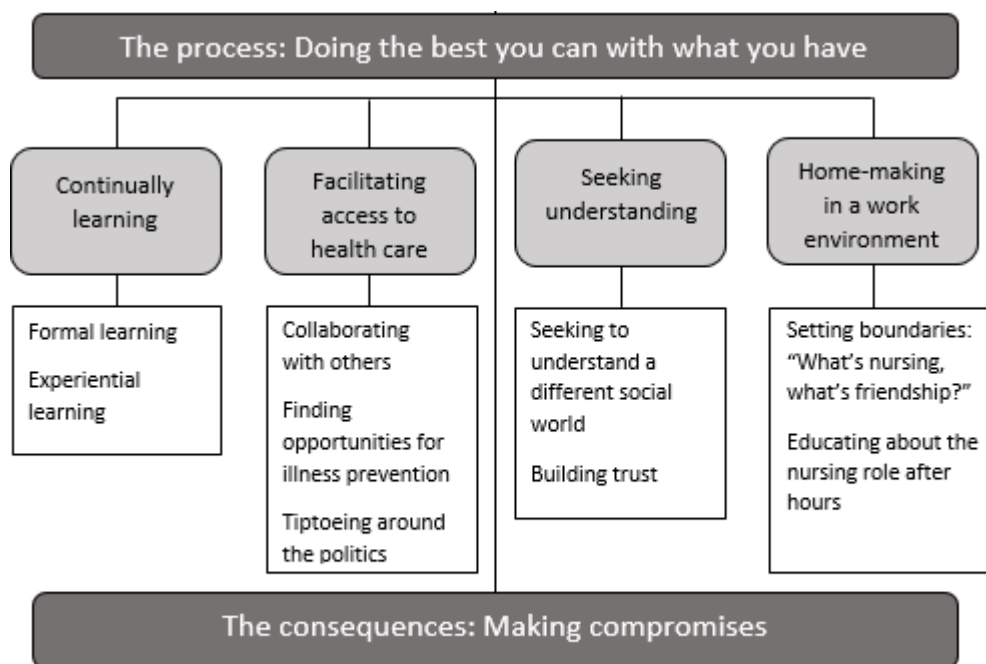 The process: Doing the best you can with what you have
Continually
learning
Facilitating
access to
health care
Seeking
understanding
Home-making
in a work
environment
Formal learning
Experiential
learning
Collaborating
with others
Finding
opportunities for
illness prevention
Tiptoeing around
the politics
Seeking to
understand a
different social
world
Building trust
Setting boundaries:
“What’s nursing,
what’s friendship?”
Educating about the
nursing role after
hours
The consequences: Making compromises